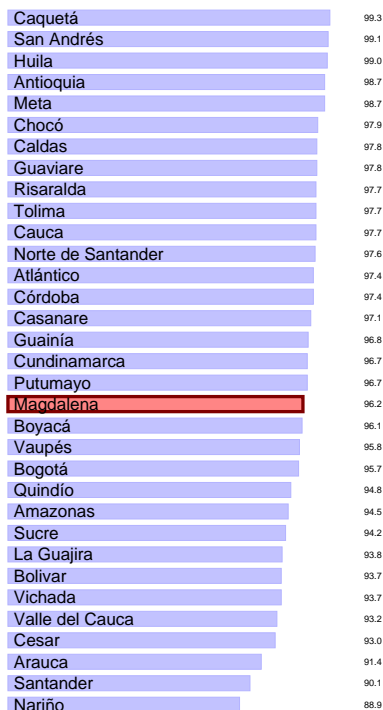 Caquetá 99.3
San Andrés 99.1
Huila 99.0
Antioquia 98.7
Meta 98.7
Chocó 97.9
Caldas 97.8
Guaviare 97.8
Risaralda 97.7
Tolima 97.7
Cauca 97.7
Norte de Santander 97.6
Atlántico 97.4
Córdoba 97.4
Casanare 97.1
Guainía 96.8
Cundinamarca 96.7
Putumayo 96.7
Magdalena 96.2
Boyacá 96.1
Vaupés 95.8
Bogotá 95.7
Quindío 94.8
Amazonas 94.5
Sucre 94.2
La Guajira 93.8
Bolivar 93.7
Vichada 93.7
Valle del Cauca 93.2
Cesar 93.0
Arauca 91.4
Santander 90.1
Nariño 88.9